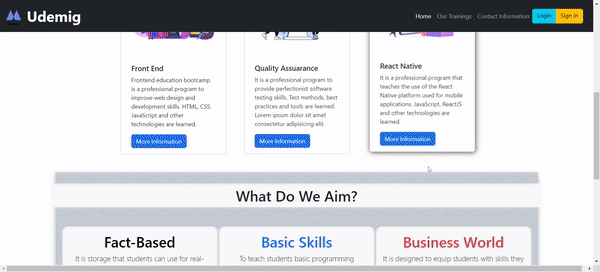 Udemig
Home Our Trainings Contact Information Login Sign in
Front End
Frontend education bootcamp
is a professional program to
improve web design and
development skills. HTML, CSS,
JavaScript and other
technologies are learned.
More Information
Quality Assuarance
It is a professional program to
provide perfectionist software
testing skills. Test methods, best
practices and tools are learned.
Lorem ipsum dolor sit amet
consectetur adipisicing elit.
More Information
React Native
It is a professional program that
teaches the use of the React
Native platform used for mobile
applications. JavaScript, ReactJS
and other technologies are
learned.
More Information
What Do We Aim?
Fact-Based
It is storage that students can use for real-
Basic Skills
To teach students basic programming
Business World
It is designed to equip students with skills they